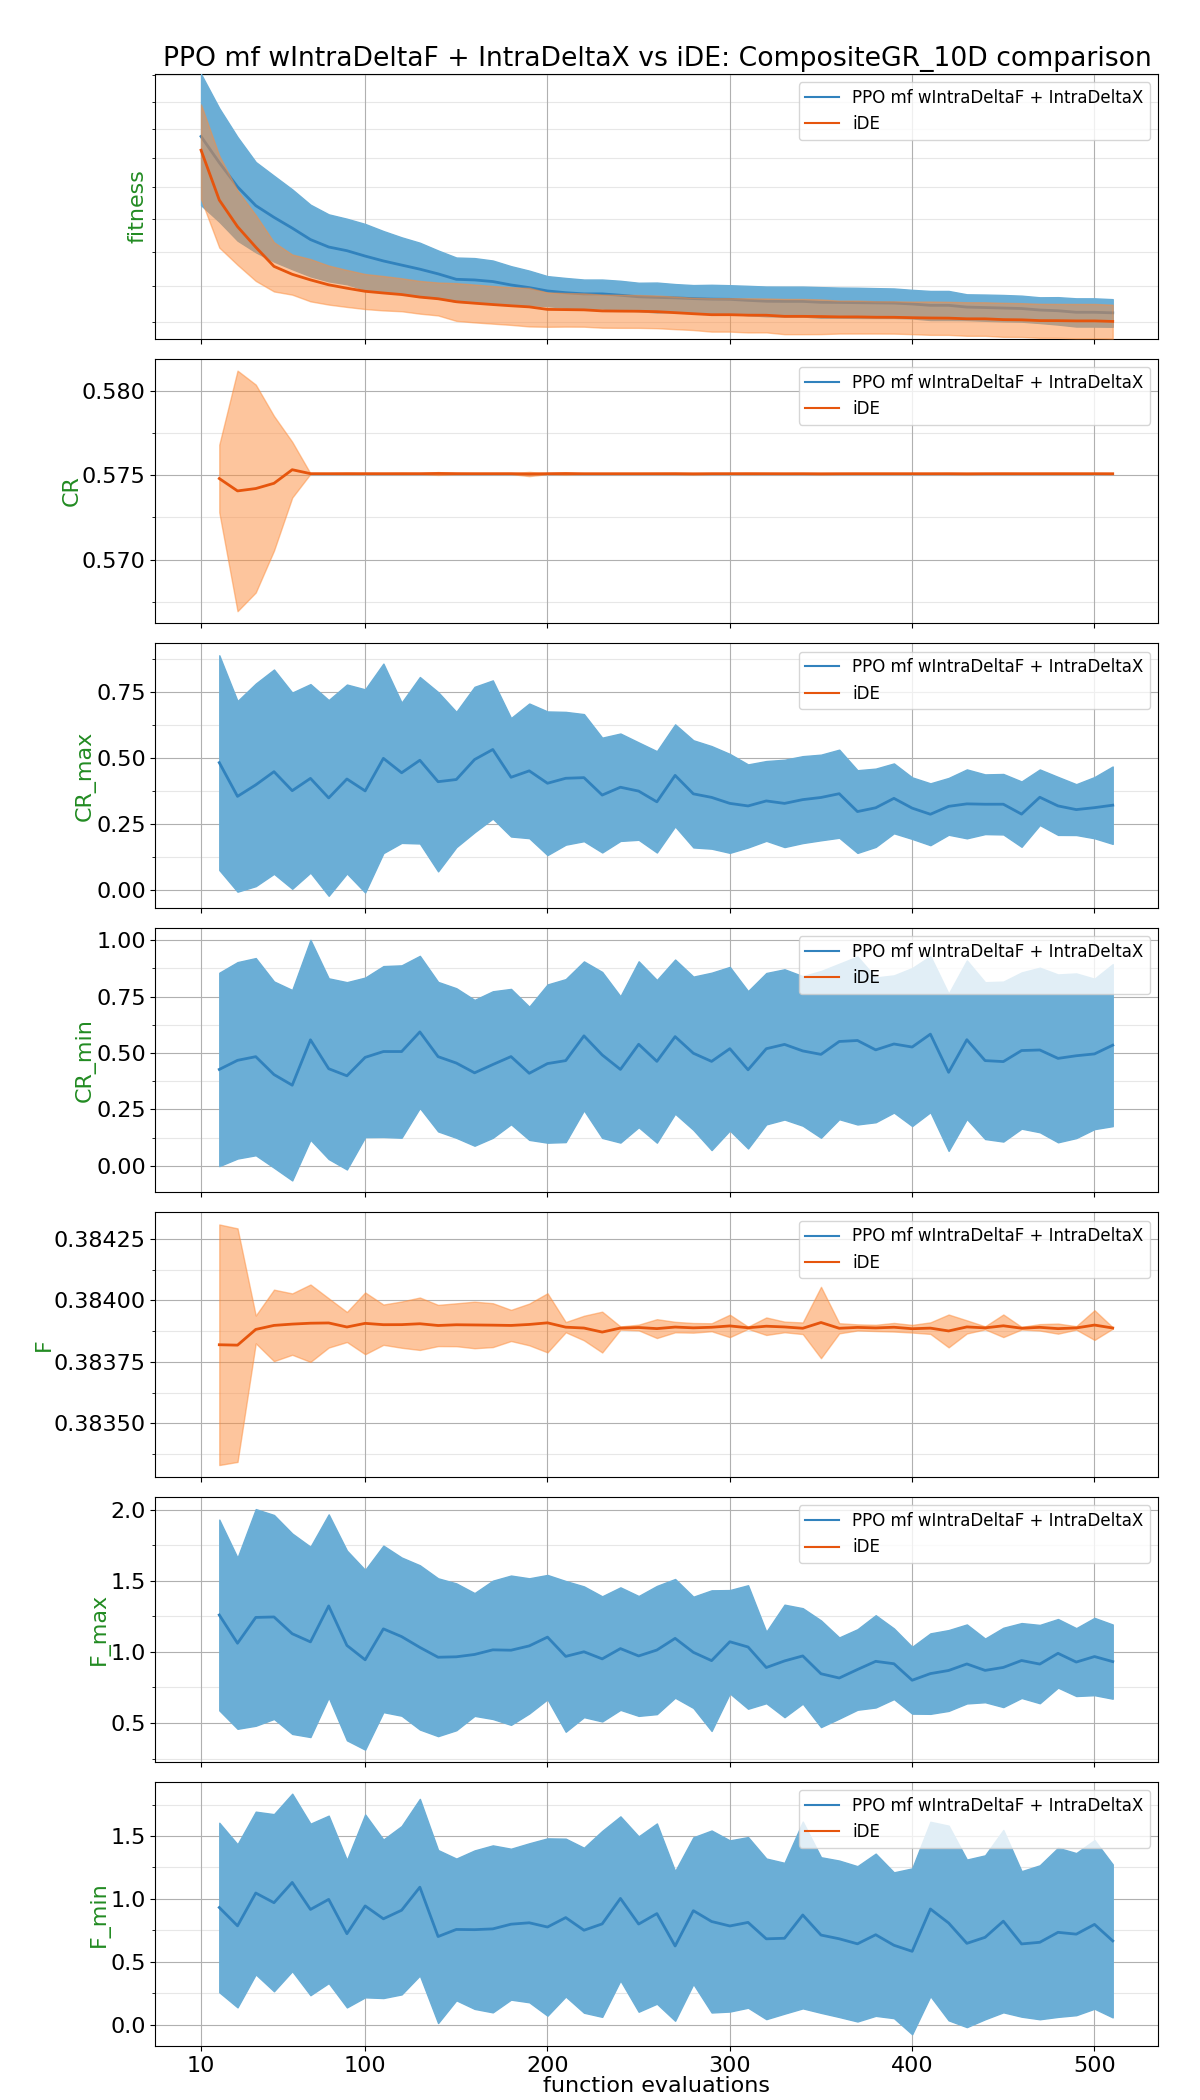 PPO mf wIntraDeltaF + IntraDeltaX vs iDE: CompositeGR_10D comparison
fitness
PPO mf wIntraDeltaF + IntraDeltaX
iDE
CR
0.580
0.575
0.570
PPO mf wIntraDeltaF + IntraDeltaX
iDE
CR_max
0.75
0.50
0.25
0.00
PPO mf wIntraDeltaF + IntraDeltaX
iDE
CR_min
1.00
0.75
0.50
0.25
0.00
PPO mf wIntraDeltaF + IntraDeltaX
iDE
F
0.38425
0.38400
0.38375
0.38350
PPO mf wIntraDeltaF + IntraDeltaX
iDE
F_max
2.0
1.5
1.0
0.5
PPO mf wIntraDeltaF + IntraDeltaX
iDE
F_min
1.5
1.0
0.5
0.0
PPO mf wIntraDeltaF + IntraDeltaX
iDE
10 100 200 300 400 500
function evaluations